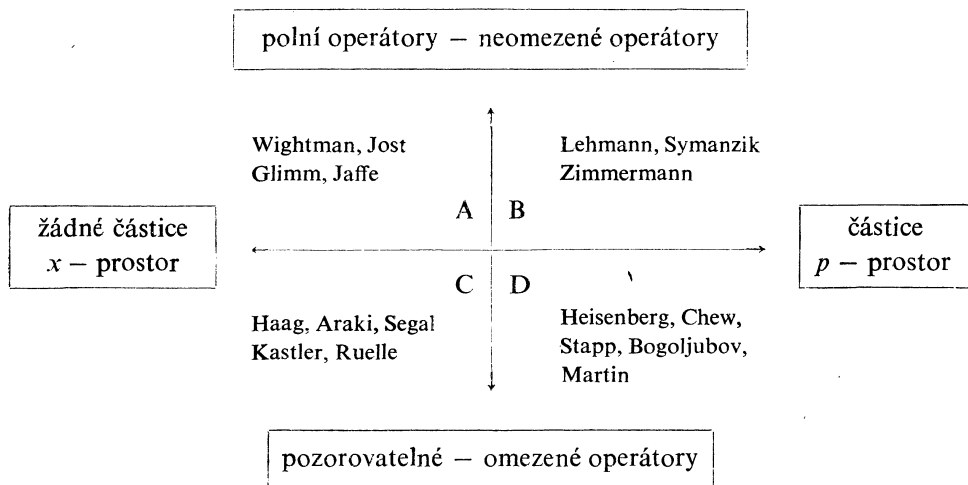 polní operátory — neomezené operátory
Wightman, Jost
Glimm, Jaffe
Lehmann, Symanzik
Zimmermann
A
B
žádné částice
x — prostor
částice
p — prostor
C
D
Haag, Araki, Segal
Kastler, Ruelle
Heisenberg, Chew,
Stapp, Bogoljubov,
Martin
pozorovatelné — omezené operátory